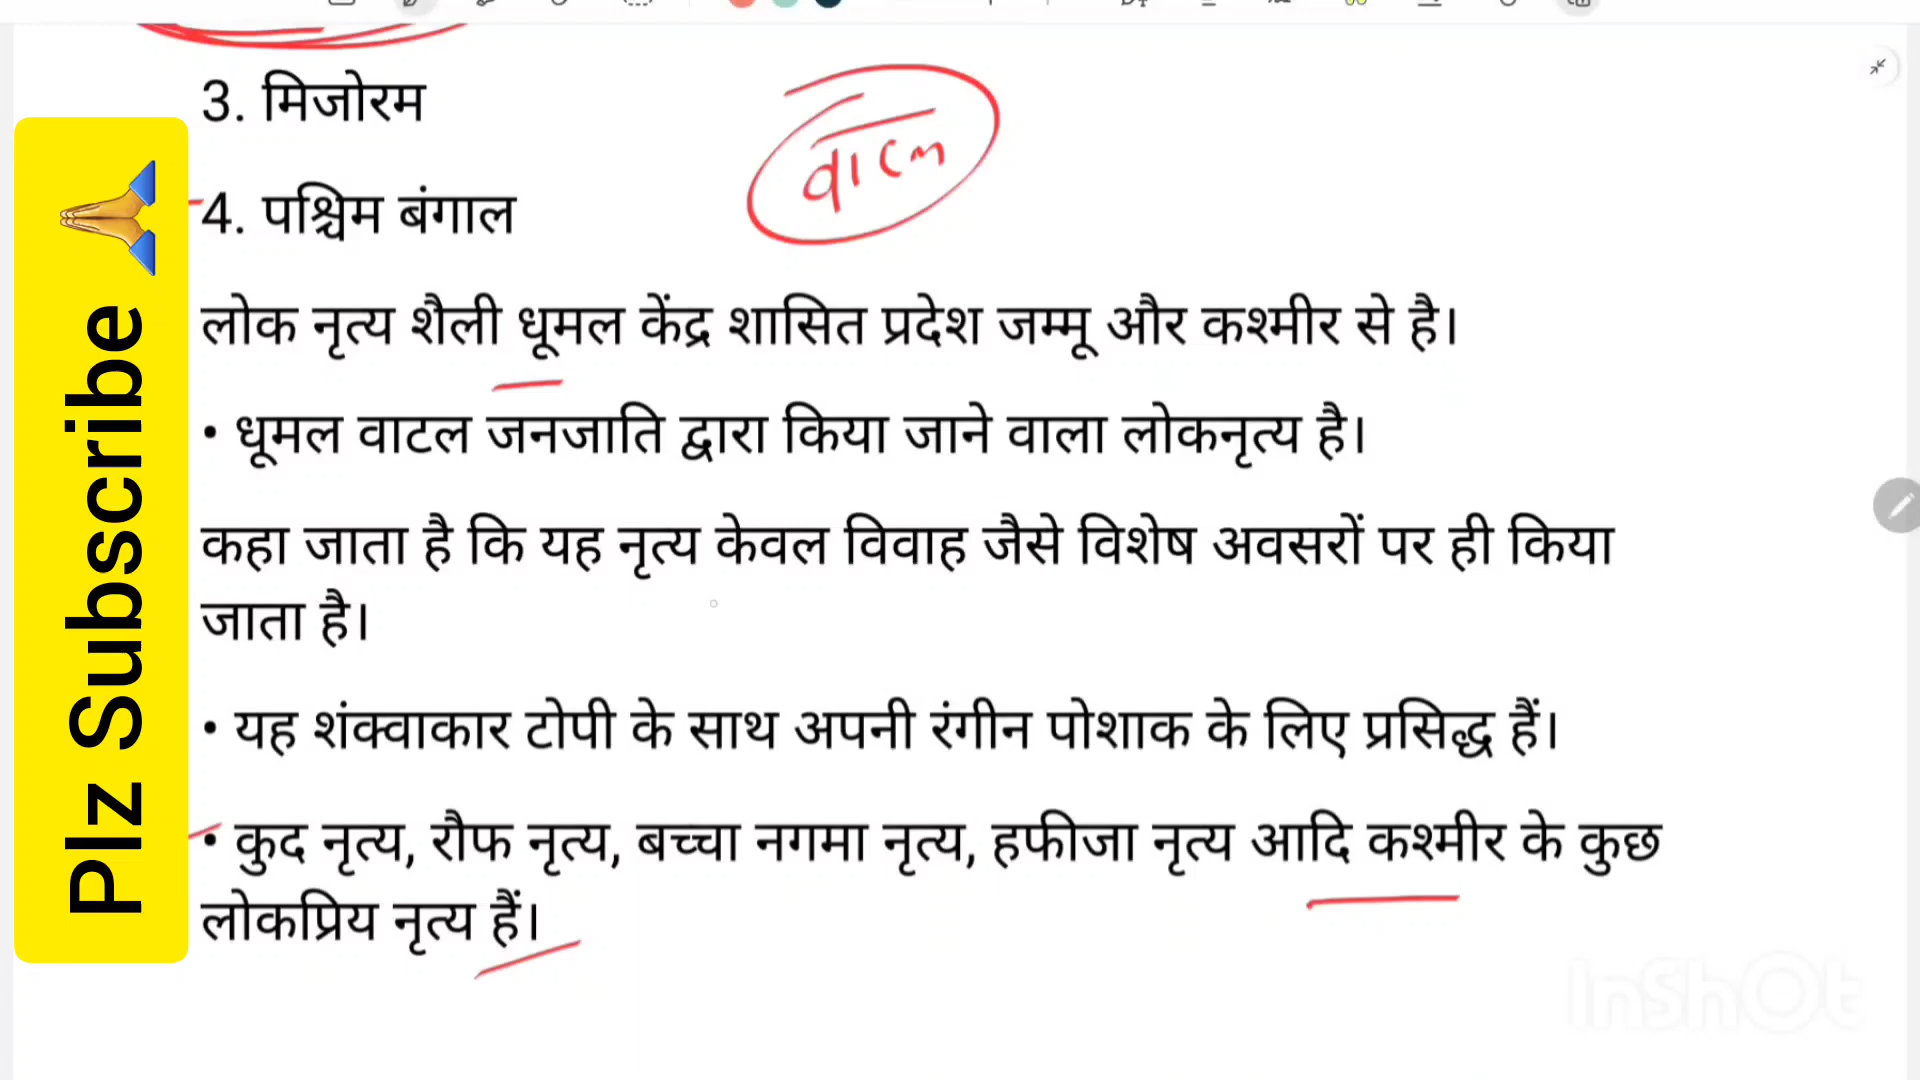 3. मिजोरम
4. पश्चिम बंगाल
लोक नृत्य शैली धूमल केंद्र शासित प्रदेश जम्मू और कश्मीर से है।
• धूमल वाटल जनजाति द्वारा किया जाने वाला लोकनृत्य है।
कहा जाता है कि यह नृत्य केवल विवाह जैसे विशेष अवसरों पर ही किया
जाता है।
• यह शंक्वाकार टोपी के साथ अपनी रंगीन पोशाक के लिए प्रसिद्ध हैं।
• कुद नृत्य, रौफ नृत्य, बच्चा नगमा नृत्य, हफीजा नृत्य आदि कश्मीर के कुछ
लोकप्रिय नृत्य हैं।
Plz Subscribe 🙏
InShOt